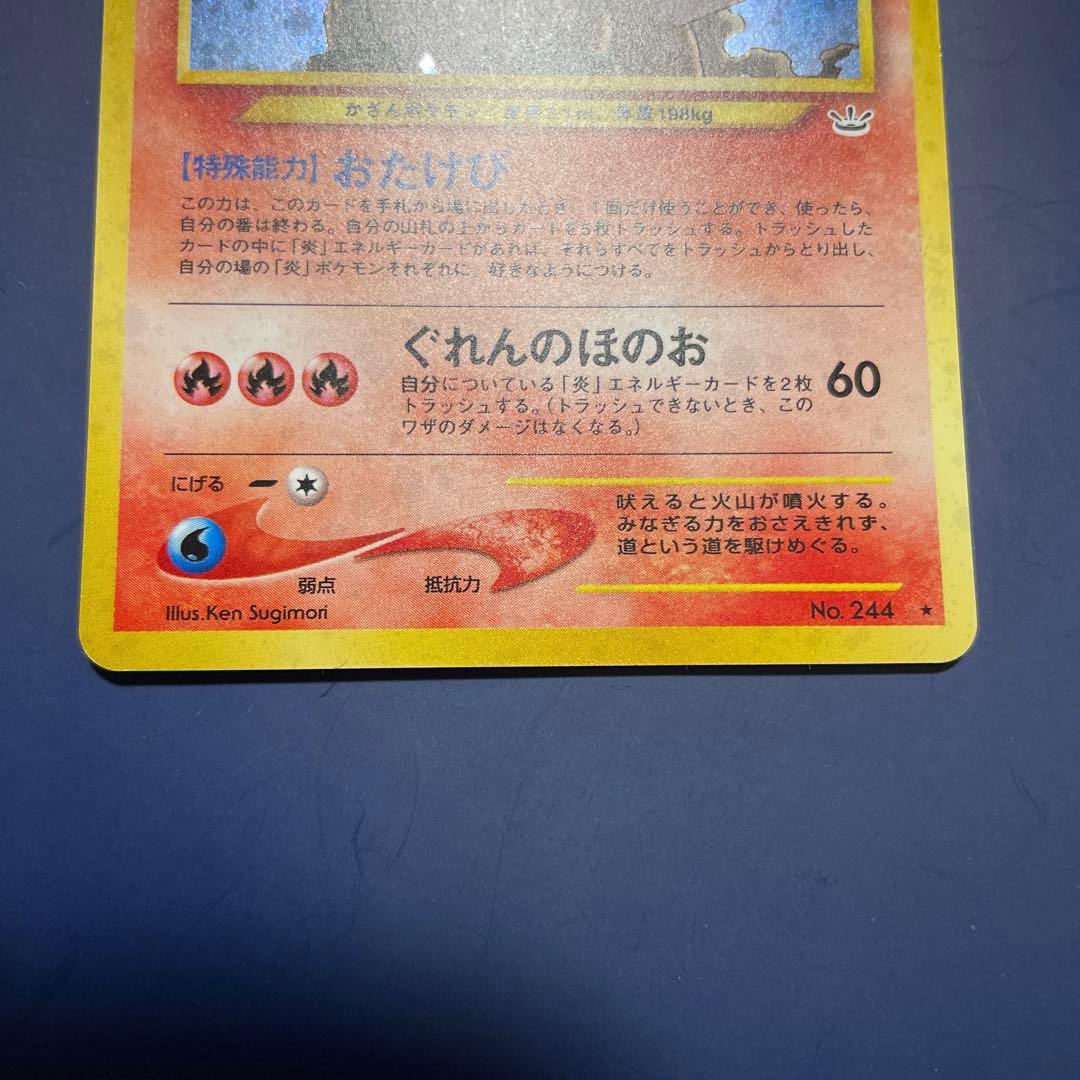 かざんポケモン 高さ2.1m 体重198kg
【特殊能力】おたけび
この力は、このカードを手札から場に出したとき、1回だけ使うことができ、使ったら、
自分の番は終わる。自分の山札の上からカードを5枚トラッシュする。トラッシュした
カードの中に「炎」エネルギーカードがあれば、それらすべてをトラッシュからとり出し、
自分の場の「炎」ポケモンそれぞれに、好きなようにつける。
ぐれんのほのお
自分についている「炎」エネルギーカードを2枚
トラッシュする。(トラッシュできないとき、この
ワザのダメージはなくなる。)
60
にげる
弱点
抵抗力
吠えると火山が噴火する。
みなぎる力をおさえきれず、
道という道を駆けめぐる。
Illus.Ken Sugimori
No. 244 ★